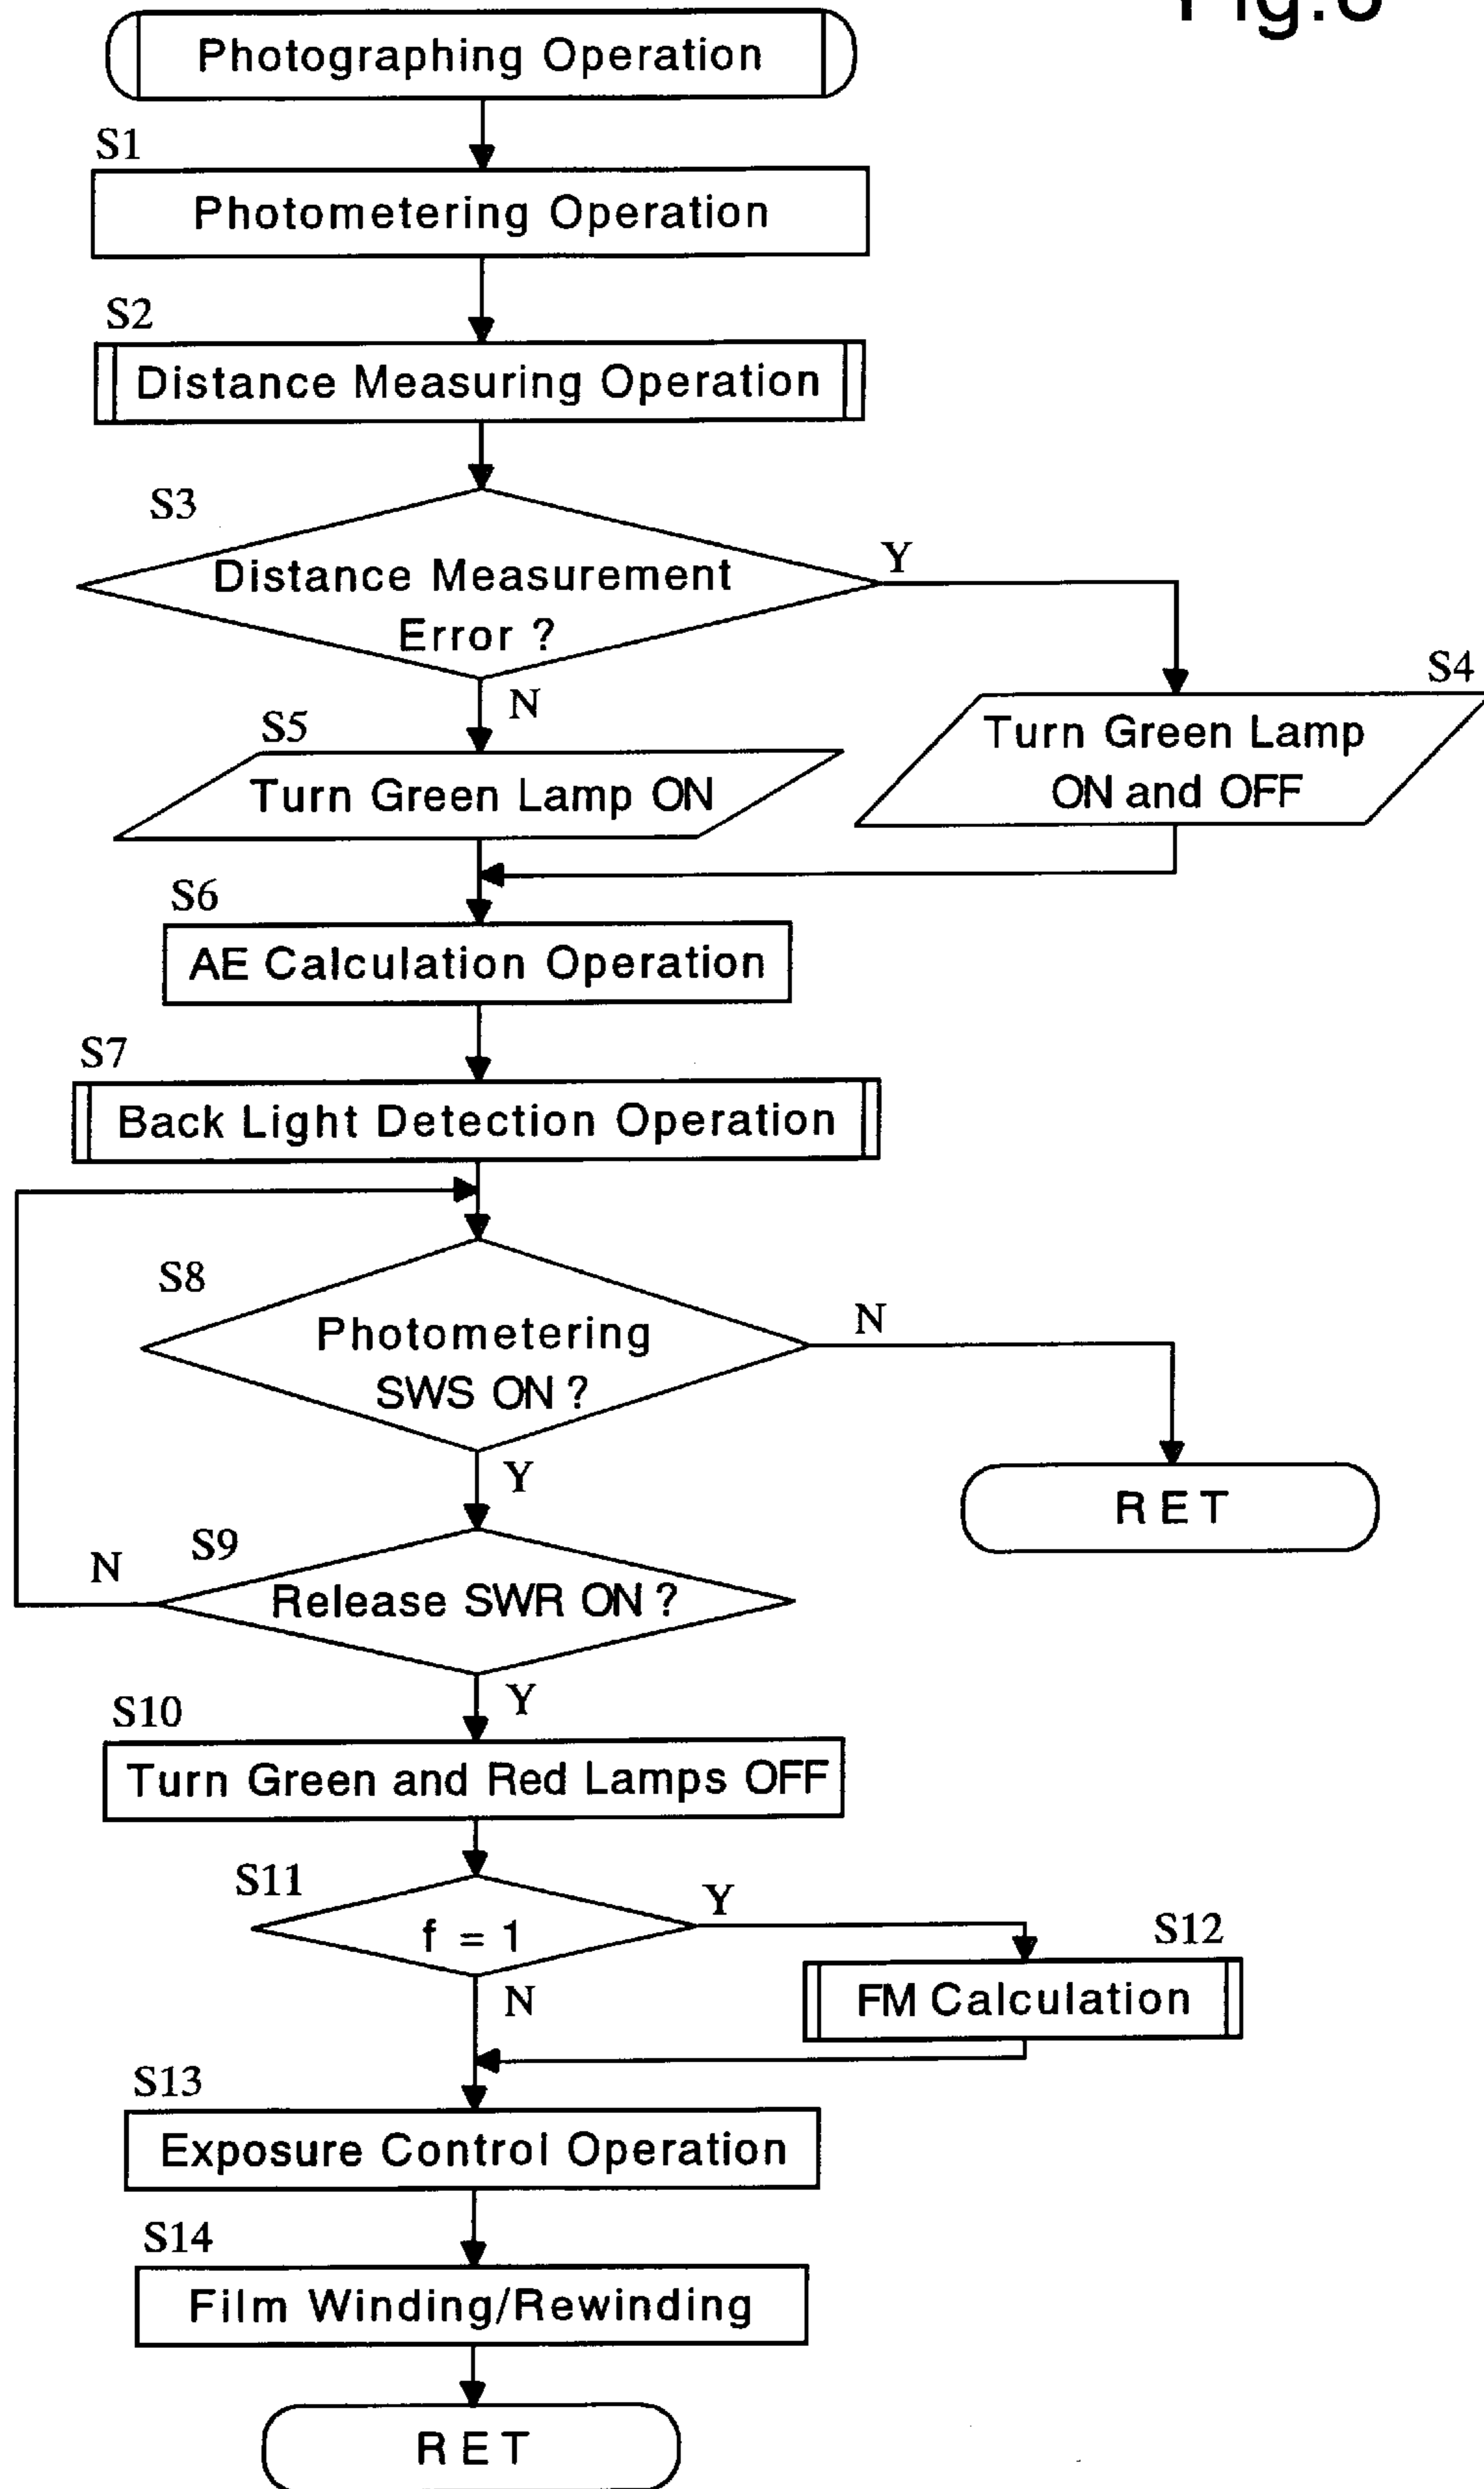 Photographing Operation
S1
Photometering Operation
S2
Distance Measuring Operation
S3
Distance Measurement
Error ?
Y
N
S4
Turn Green Lamp
ON and OFF
S5
Turn Green Lamp ON
S6
AE Calculation Operation
S7
Back Light Detection Operation
S8
Photometering
SWS ON ?
N
Y
RET
S9
N
Release SWR ON ?
Y
S10
Turn Green and Red Lamps OFF
S11
f = 1
Y
N
S12
FM Calculation
S13
Exposure Control Operation
S14
Film Winding/Rewinding
RET